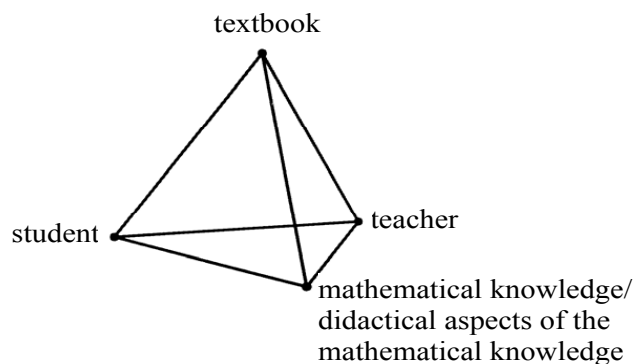 textbook
student
teacher
mathematical knowledge/
didactical aspects of the
mathematical knowledge